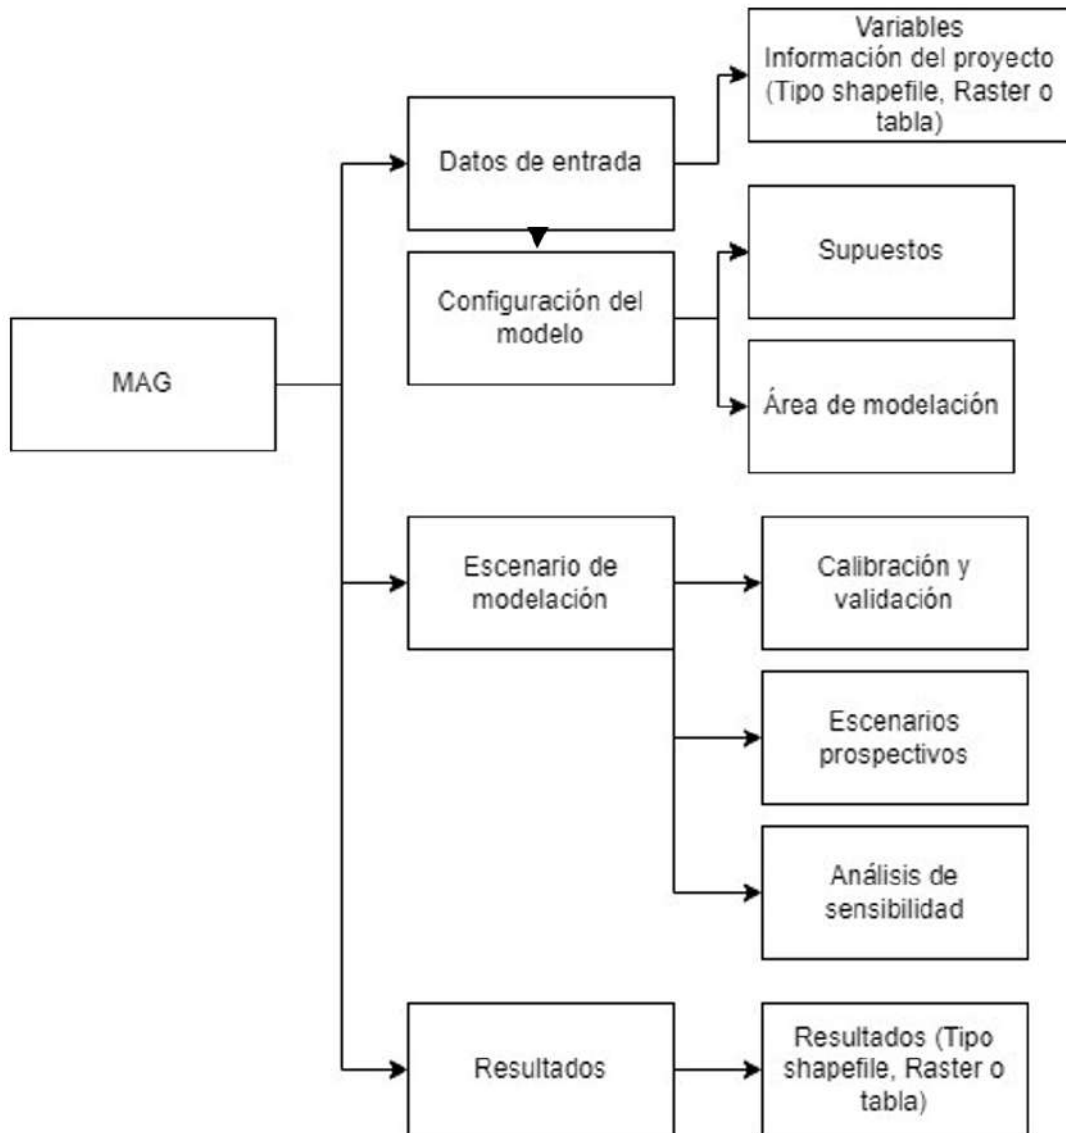 Variables
Información del proyecto
(Tipo shapefile, Raster o
tabla)
Datos de entrada
Supuestos
Configuración del
modelo
MAG
Área de modelación
Escenario de
modelación
Calibración y
validación
Escenarios
prospectivos
Análisis de
sensibilidad
Resultados
Resultados (Tipo
shapefile, Raster o
tabla)